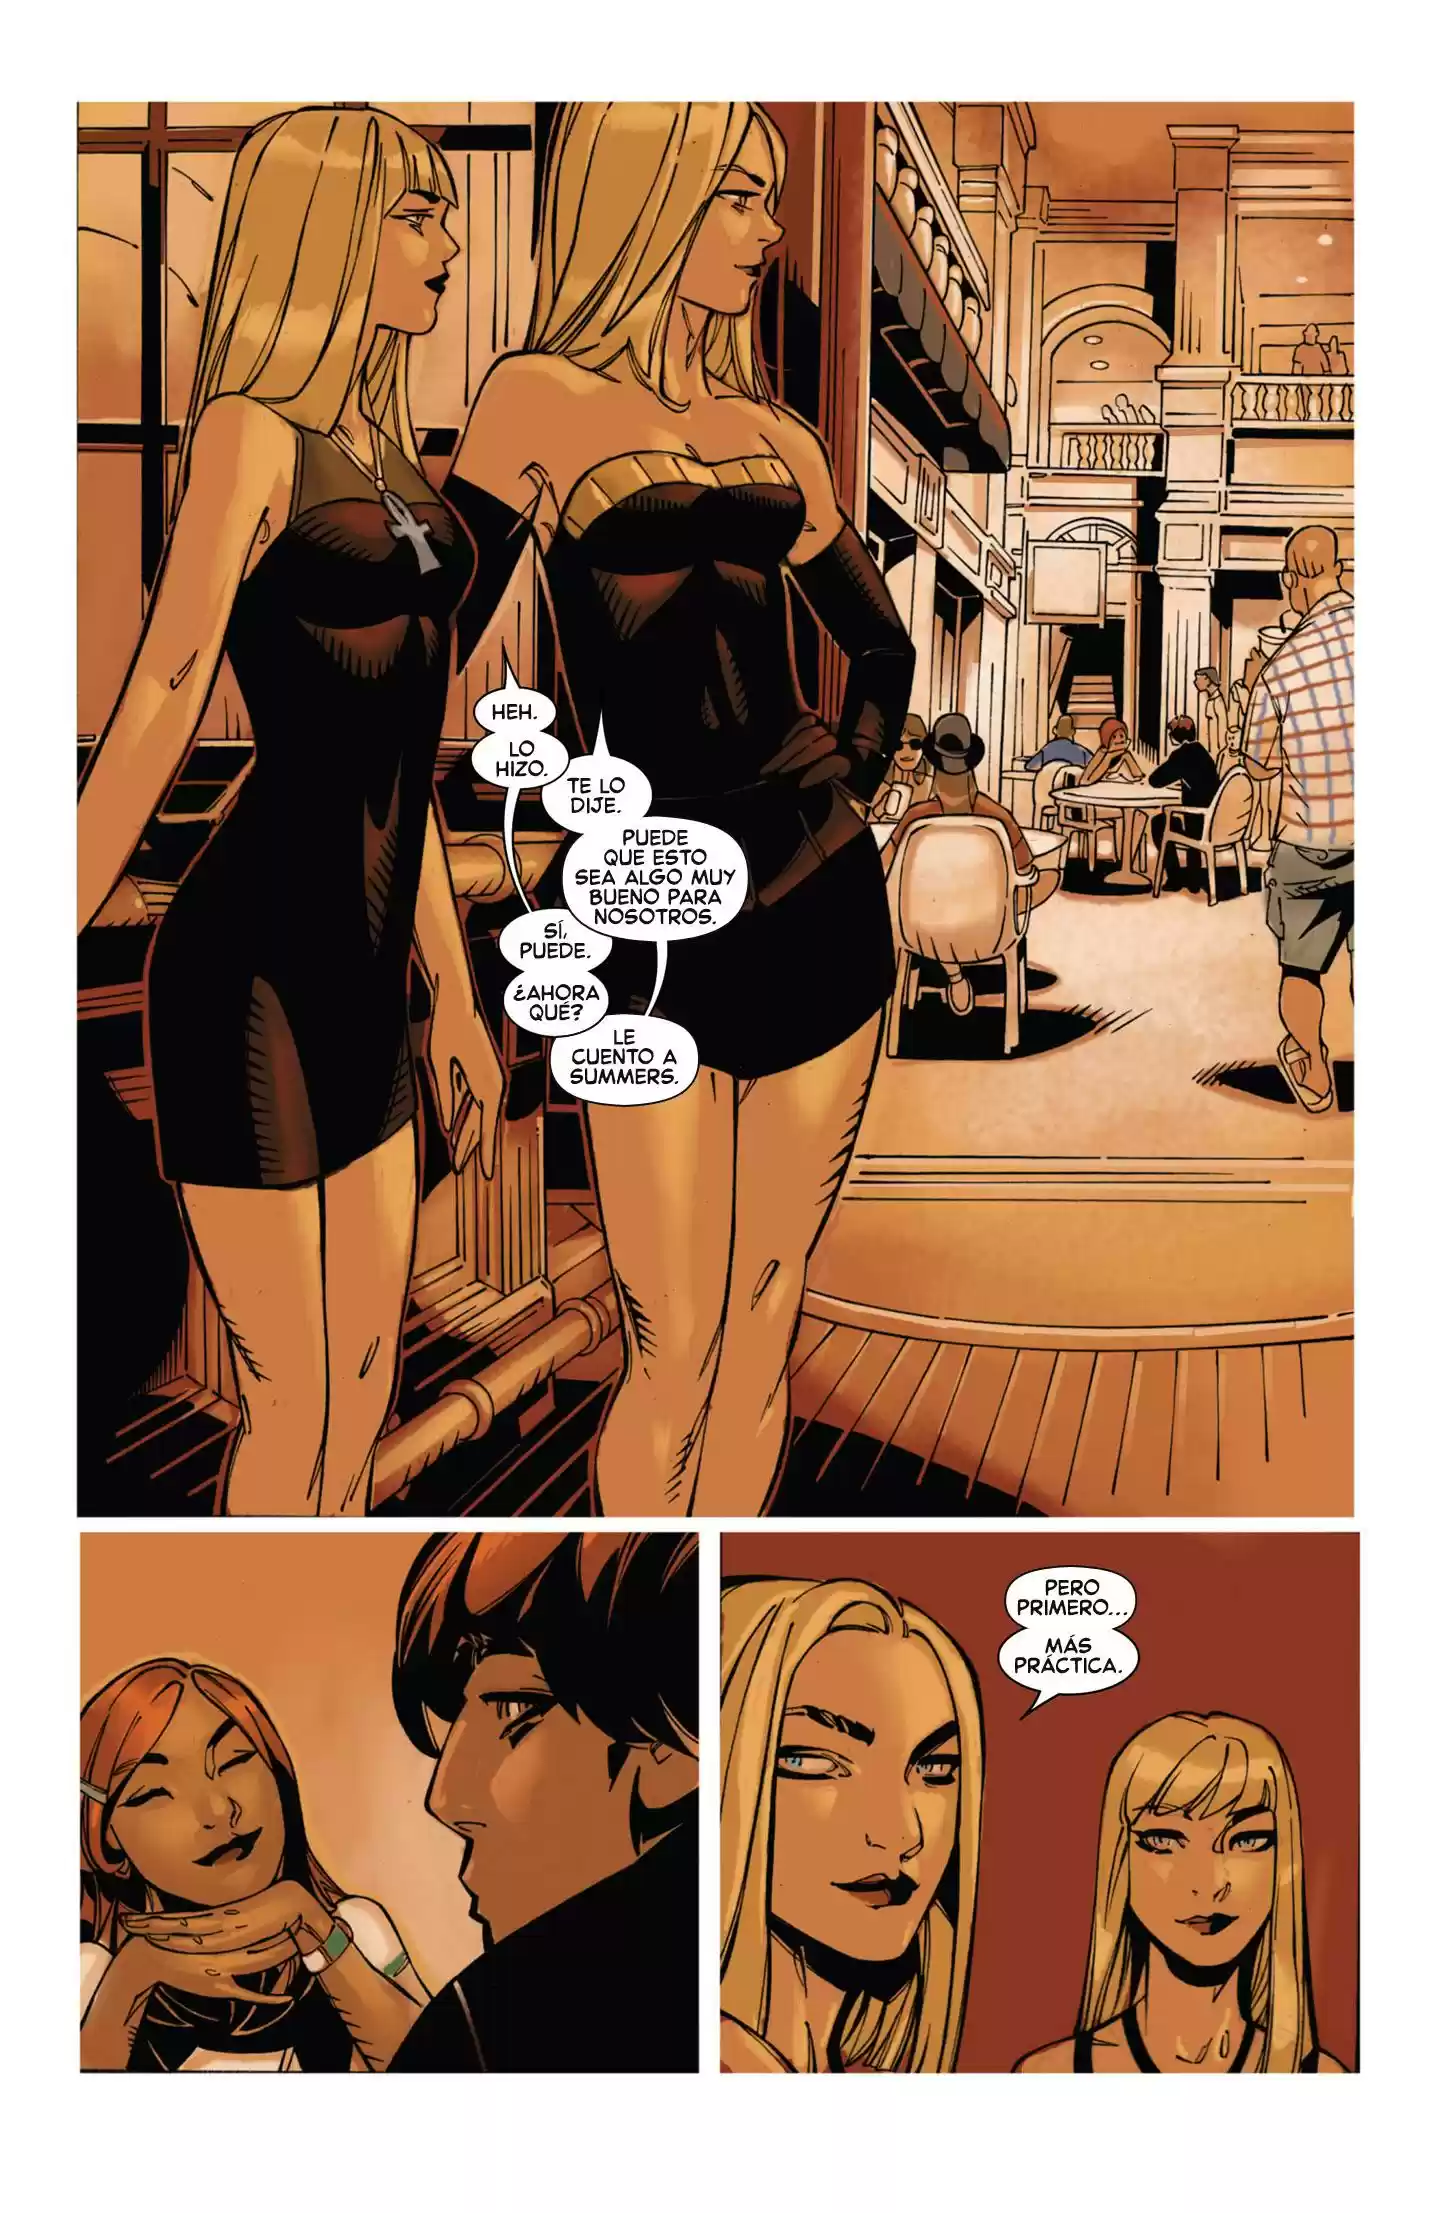 HEH.
LO
HIZO.
TE LO
DIJE.
PUEDE
QUE ESTO
SEA ALGO MUY
BUENO PARA
NOSOTROS.
SÍ,
PUEDE.
¿AHORA
QUÉ?
LE
CUENTO A
SUMMERS.
PERO
PRIMERO...
MÁS
PRÁCTICA.